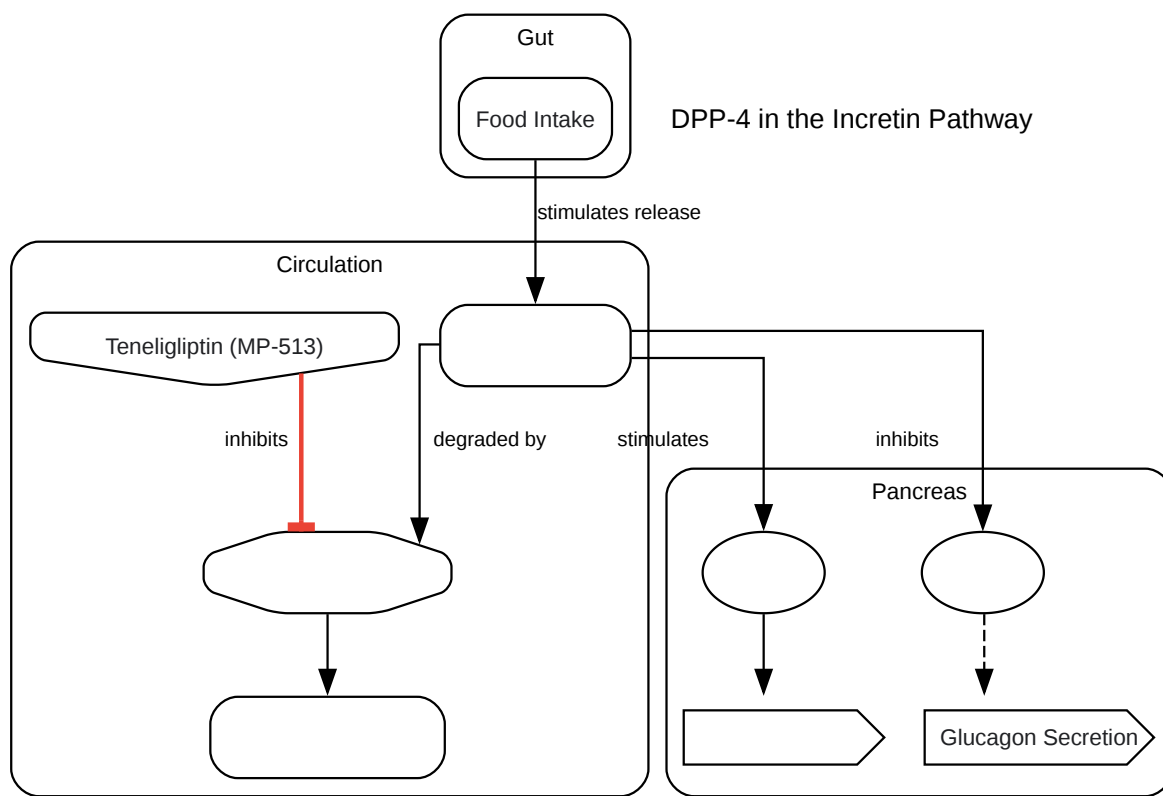 Gut
Food Intake
DPP-4 in the Incretin Pathway
stimulates release
Circulation
Teneligliptin (MP-513)
inhibits
degraded by
stimulates
inhibits
Pancreas
Glucagon Secretion